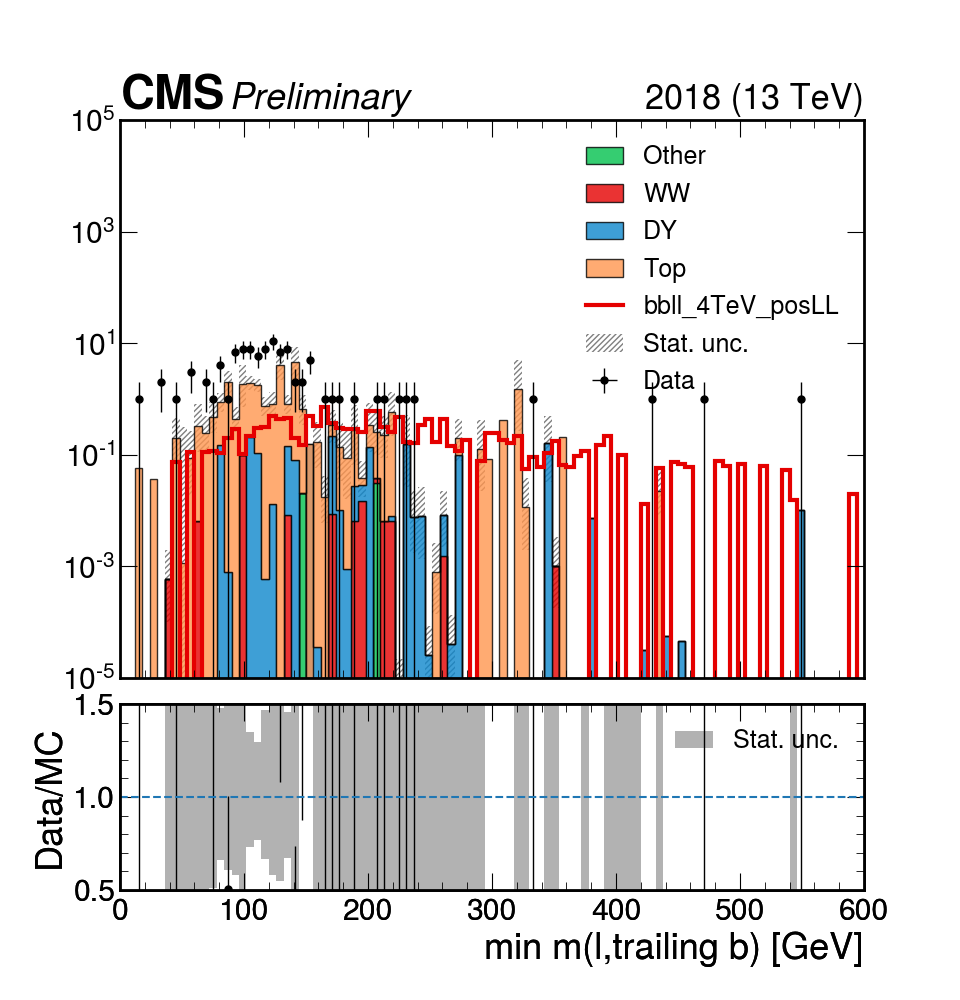 CMS Preliminary 2018 (13 TeV)
10^5
10^3
10^1
10^-1
10^-3
10^-5
Other
WW
DY
Top
bbll_4TeV_posLL
Stat. unc.
Data
Data/MC
1.5
1.0
0.5
Stat. unc.
0 100 200 300 400 500 600
min m(l,trailing b) [GeV]